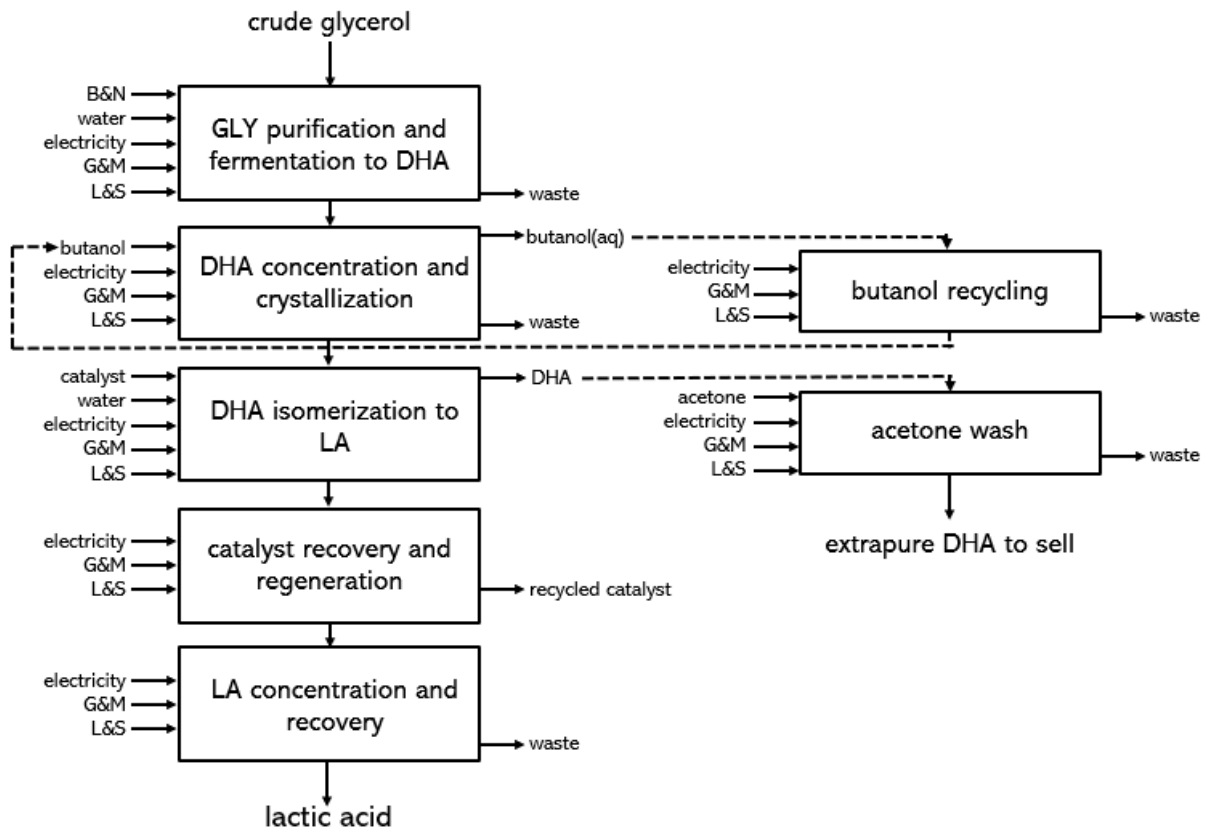 crude glycerol
B&N
water
electricity
G&M
L&S
GLY purification and
fermentation to DHA
waste
butanol
electricity
G&M
L&S
DHA concentration and
crystallization
butanol(aq)
waste
electricity
G&M
L&S
butanol recycling
waste
catalyst
water
electricity
G&M
L&S
DHA isomerization to
LA
DHA
acetone
electricity
G&M
L&S
acetone wash
waste
extrapure DHA to sell
electricity
G&M
L&S
catalyst recovery and
regeneration
recycled catalyst
electricity
G&M
L&S
LA concentration and
recovery
waste
lactic acid